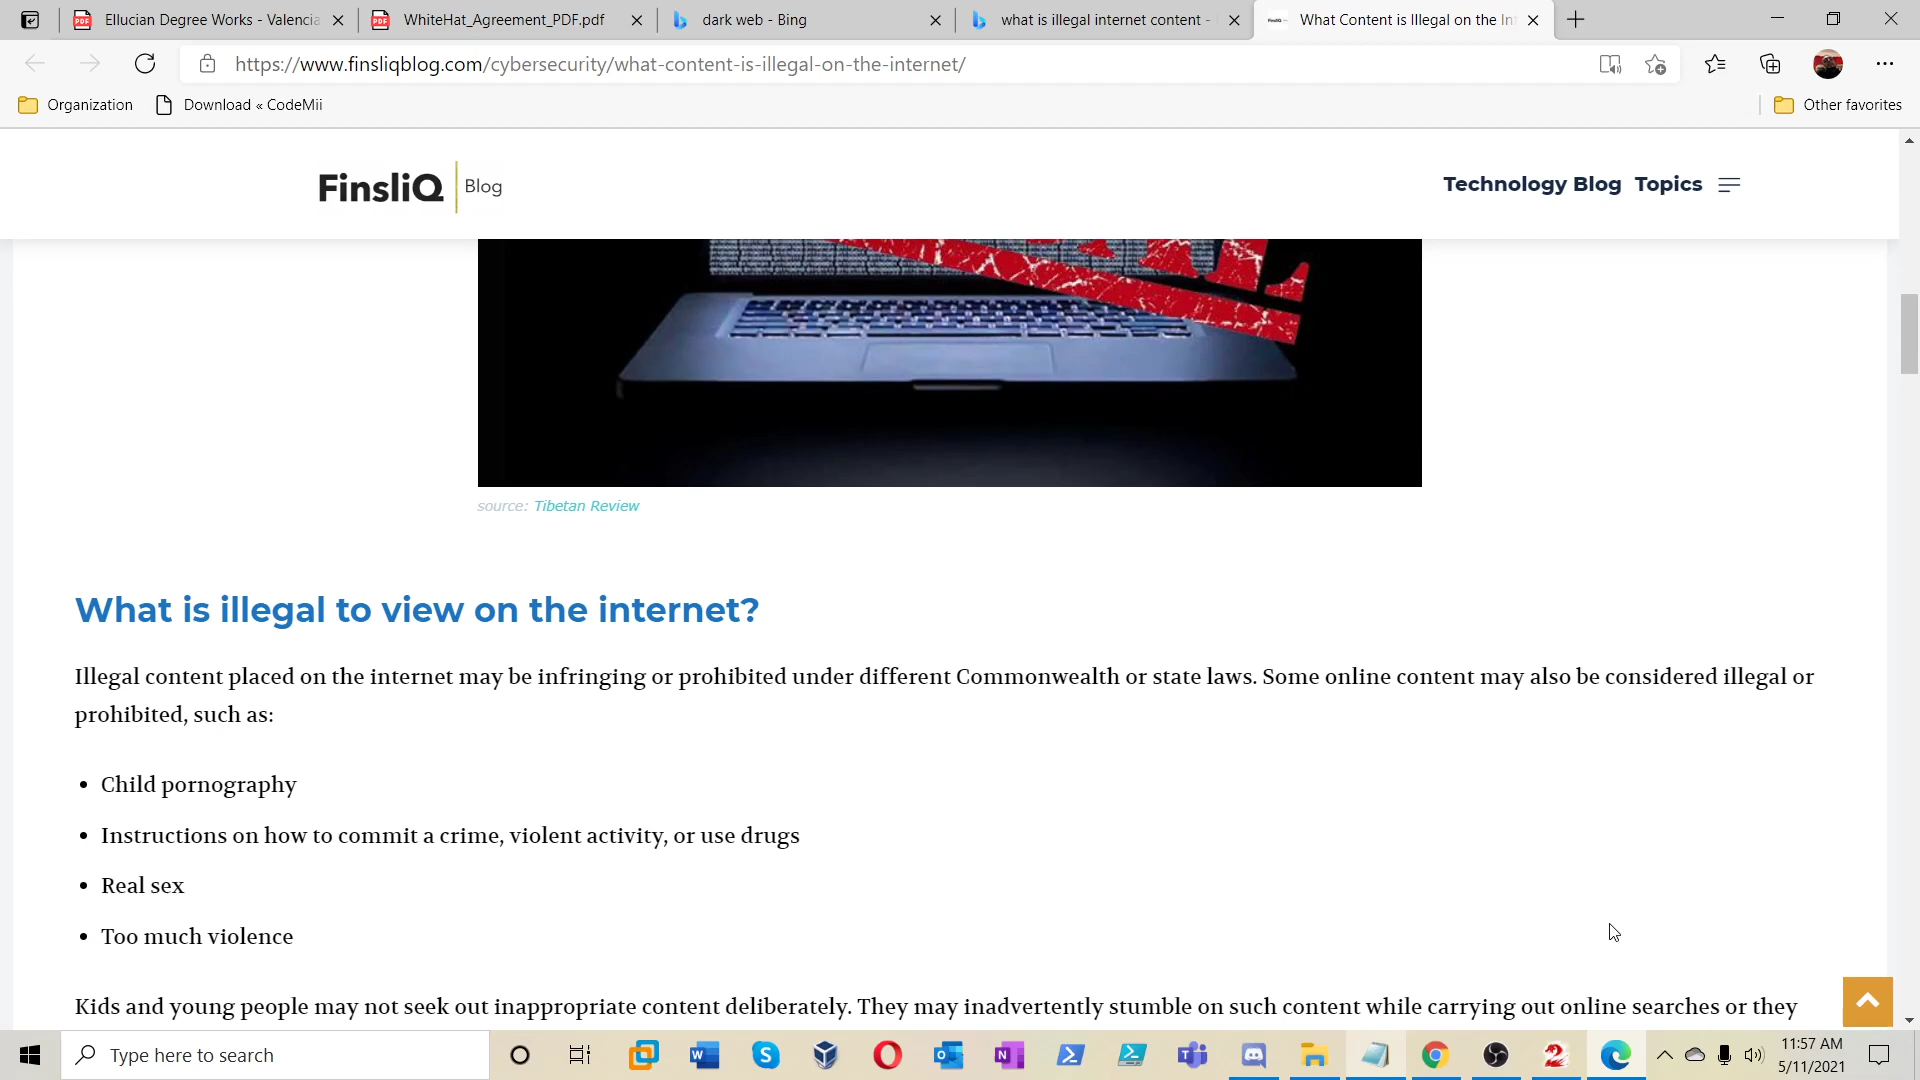 Ellucian Degree Works - Valencia
WhiteHat_Agreement_PDF.pdf
dark web - Bing
what is illegal internet content -
What Content is Illegal on the In
https://www.finsliqblog.com/cybersecurity/what-content-is-illegal-on-the-internet/
Organization
Download « CodeMii
Other favorites
FinsliQ Blog
Technology Blog Topics
source: Tibetan Review
What is illegal to view on the internet?
Illegal content placed on the internet may be infringing or prohibited under different Commonwealth or state laws. Some online content may also be considered illegal or
prohibited, such as:
• Child pornography
• Instructions on how to commit a crime, violent activity, or use drugs
• Real sex
• Too much violence
Kids and young people may not seek out inappropriate content deliberately. They may inadvertently stumble on such content while carrying out online searches or they
Type here to search
11:57 AM
5/11/2021